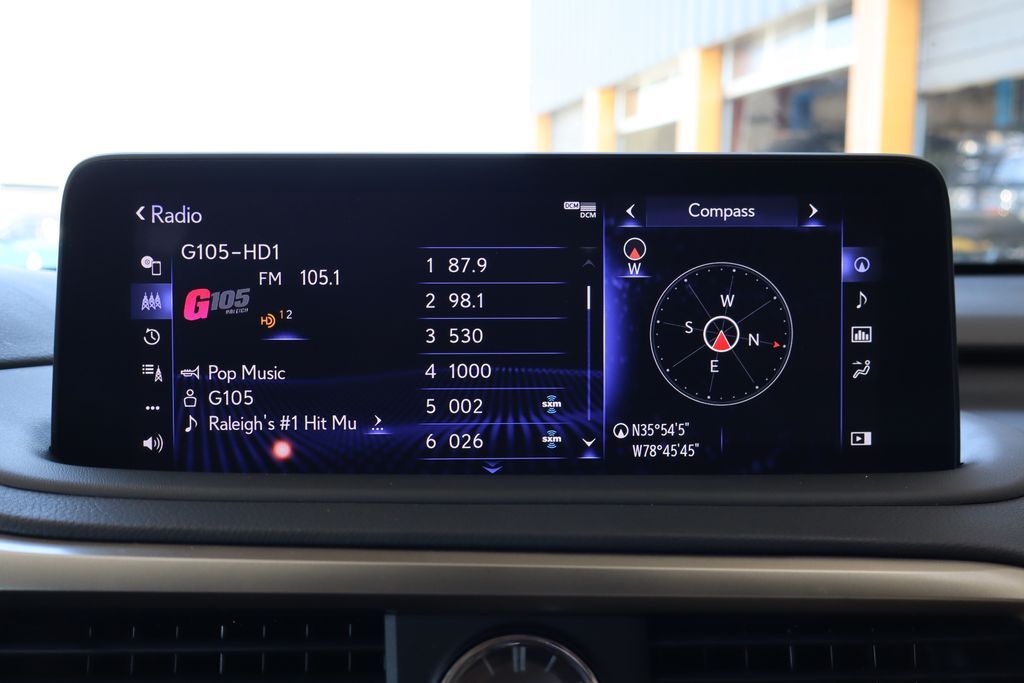 Radio
DCM
DCM
G105-HD1
FM 105.1
G105
RALEIGH
HD 1 2
Pop Music
G105
Raleigh's #1 Hit Mu
1 87.9
2 98.1
3 530
4 1000
5 002 sxm
6 026 sxm
Compass
W
W
S N
E
N35°54'5"
W78°45'45"